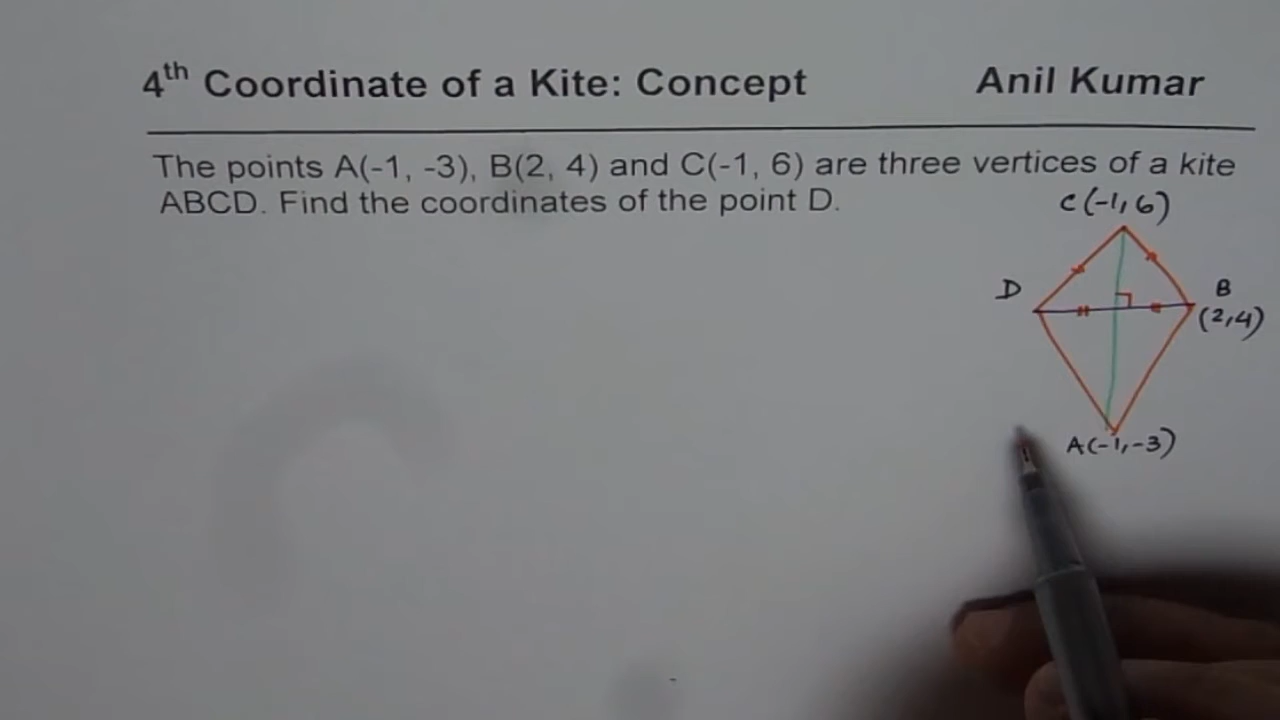 4th Coordinate of a Kite: Concept Anil Kumar
The points A(-1, -3), B(2, 4) and C(-1, 6) are three vertices of a kite
ABCD. Find the coordinates of the point D.
C(-1,6)
D
B
(2,4)
A(-1,-3)